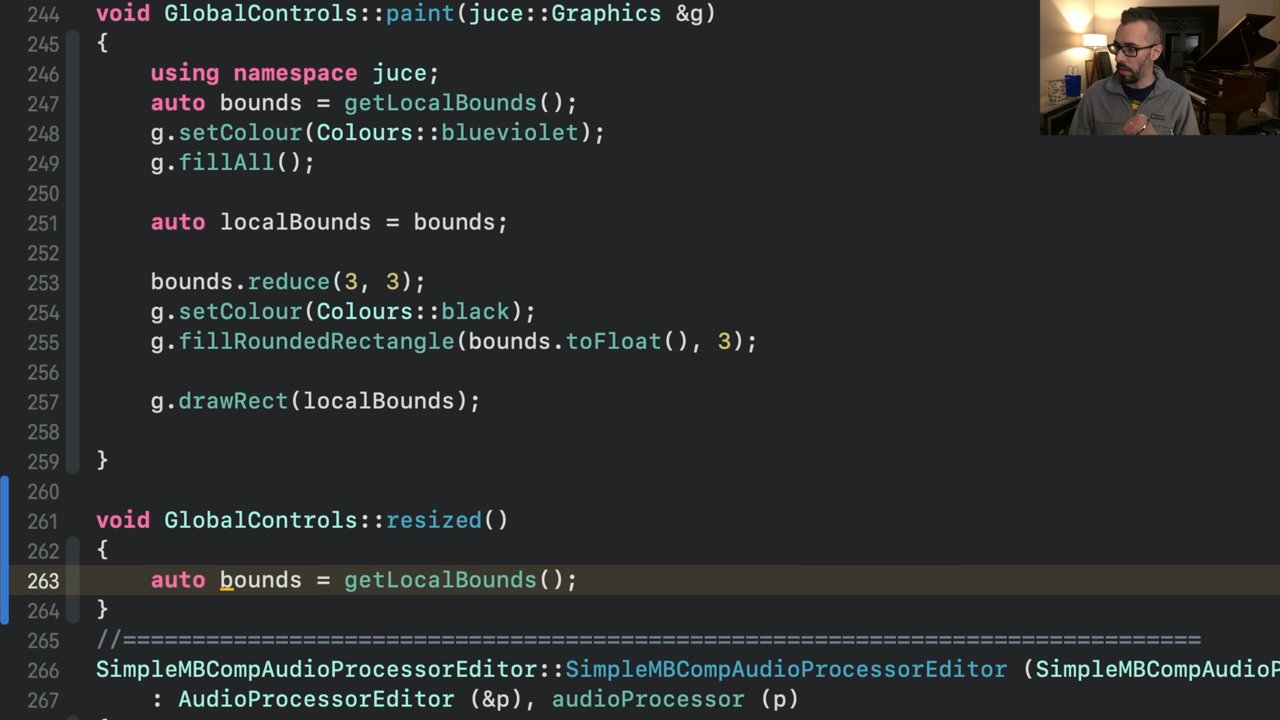 244 void GlobalControls::paint(juce::Graphics &g)
245 {
246 using namespace juce;
247 auto bounds = getLocalBounds();
248 g.setColour(Colours::blueviolet);
249 g.fillAll();
250
251 auto localBounds = bounds;
252
253 bounds.reduce(3, 3);
254 g.setColour(Colours::black);
255 g.fillRoundedRectangle(bounds.toFloat(), 3);
256
257 g.drawRect(localBounds);
258
259 }
260
261 void GlobalControls::resized()
262 {
263 auto bounds = getLocalBounds();
264 }
265 //==============================================================================
266 SimpleMBCompAudioProcessorEditor::SimpleMBCompAudioProcessorEditor (SimpleMBCompAudioP
267 : AudioProcessorEditor (&p), audioProcessor (p)